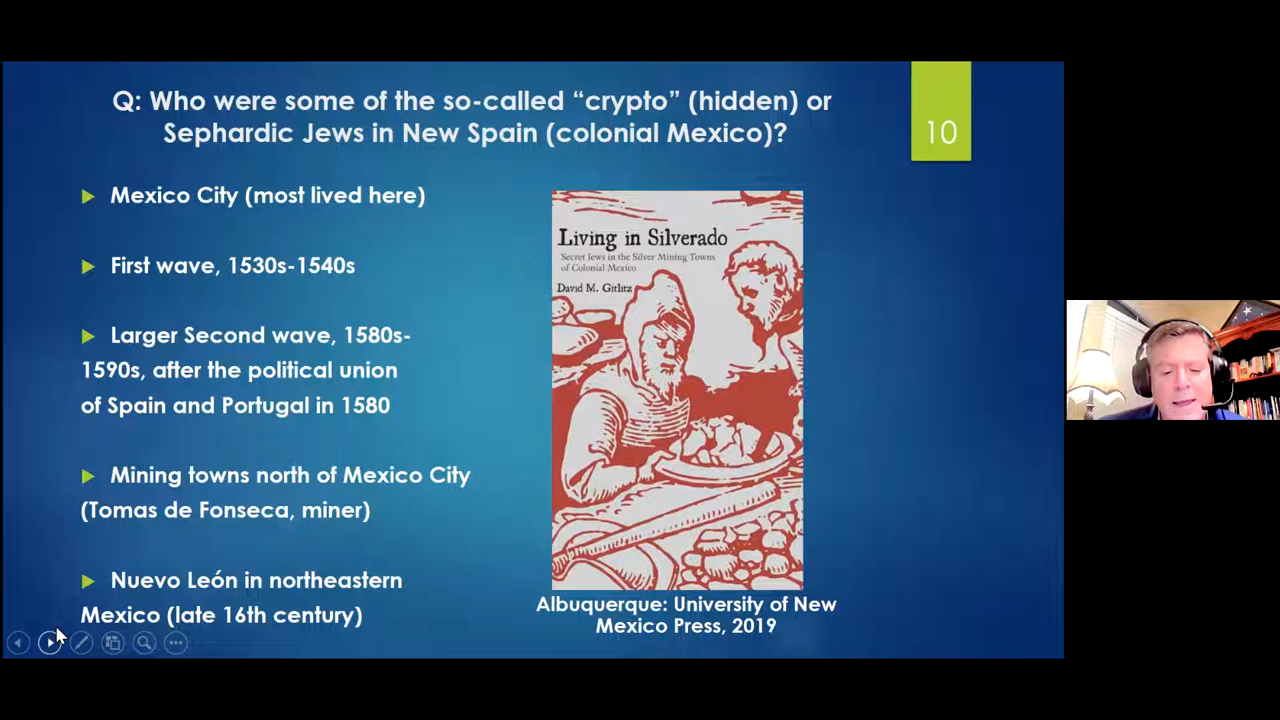 Q: Who were some of the so-called “crypto” (hidden) or
Sephardic Jews in New Spain (colonial Mexico)?
10
Mexico City (most lived here)
First wave, 1530s-1540s
Larger Second wave, 1580s-
1590s, after the political union
of Spain and Portugal in 1580
Mining towns north of Mexico City
(Tomas de Fonseca, miner)
Nuevo León in northeastern
Mexico (late 16th century)
Living in Silverado
Secret Jews in the Silver Mining Towns
of Colonial Mexico
David M. Gitlitz
Albuquerque: University of New
Mexico Press, 2019